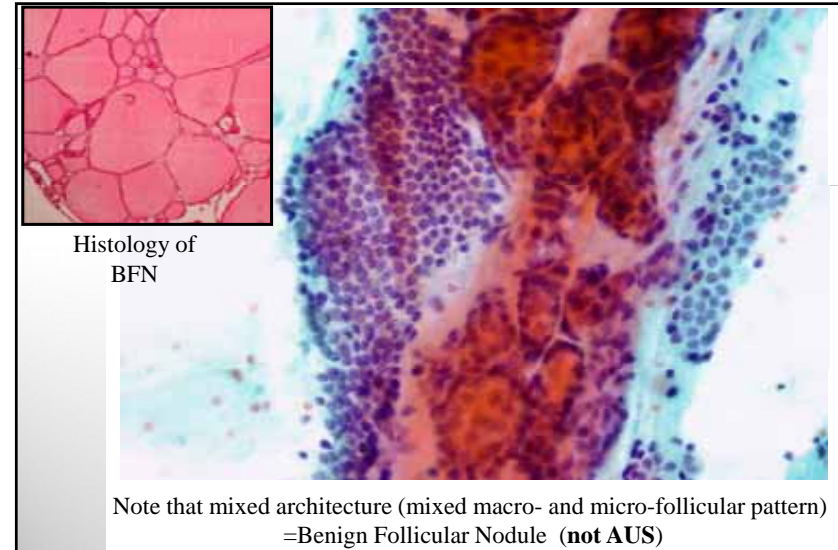 Histology of
BFN
Note that mixed architecture (mixed macro- and micro-follicular pattern)
=Benign Follicular Nodule (not AUS)